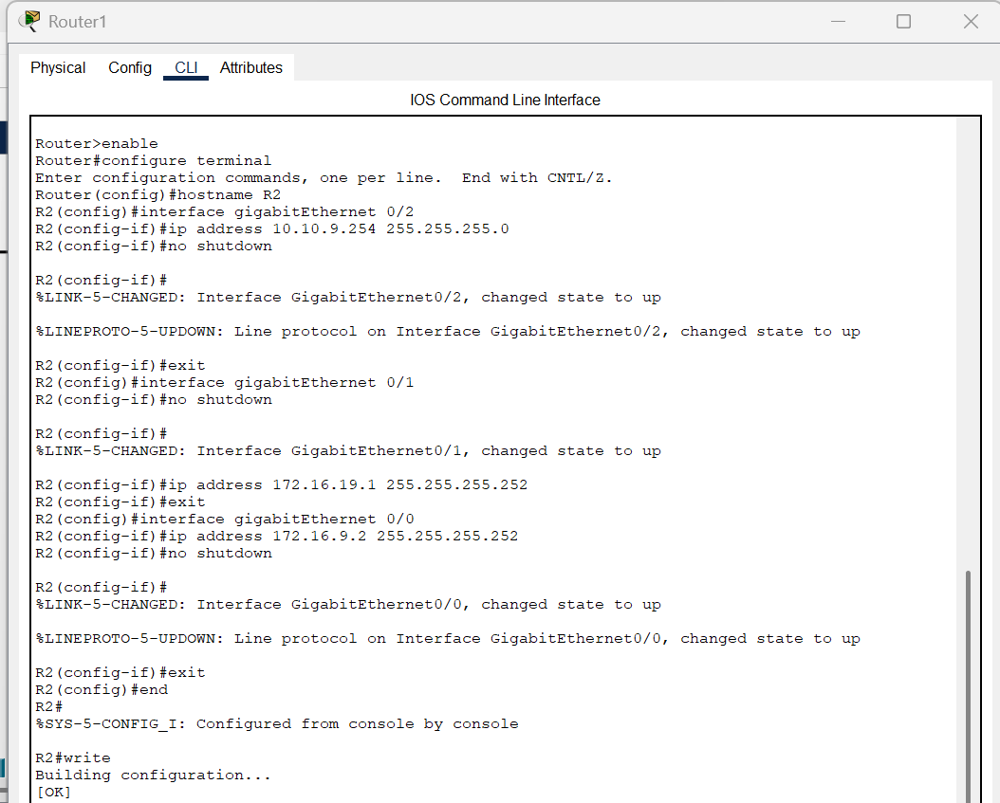 Router1
Physical Config CLI Attributes
IOS Command Line Interface
Router>enable
Router#configure terminal
Enter configuration commands, one per line.  End with CNTL/Z.
Router(config)#hostname R2
R2(config)#interface gigabitEthernet 0/2
R2(config-if)#ip address 10.10.9.254 255.255.255.0
R2(config-if)#no shutdown
R2(config-if)#
%LINK-5-CHANGED: Interface GigabitEthernet0/2, changed state to up
%LINEPROTO-5-UPDOWN: Line protocol on Interface GigabitEthernet0/2, changed state to up
R2(config-if)#exit
R2(config)#interface gigabitEthernet 0/1
R2(config-if)#no shutdown
R2(config-if)#
%LINK-5-CHANGED: Interface GigabitEthernet0/1, changed state to up
R2(config-if)#ip address 172.16.19.1 255.255.255.252
R2(config-if)#exit
R2(config)#interface gigabitEthernet 0/0
R2(config-if)#ip address 172.16.9.2 255.255.255.252
R2(config-if)#no shutdown
R2(config-if)#
%LINK-5-CHANGED: Interface GigabitEthernet0/0, changed state to up
%LINEPROTO-5-UPDOWN: Line protocol on Interface GigabitEthernet0/0, changed state to up
R2(config-if)#exit
R2(config)#end
R2#
%SYS-5-CONFIG_I: Configured from console by console
R2#write
Building configuration...
[OK]